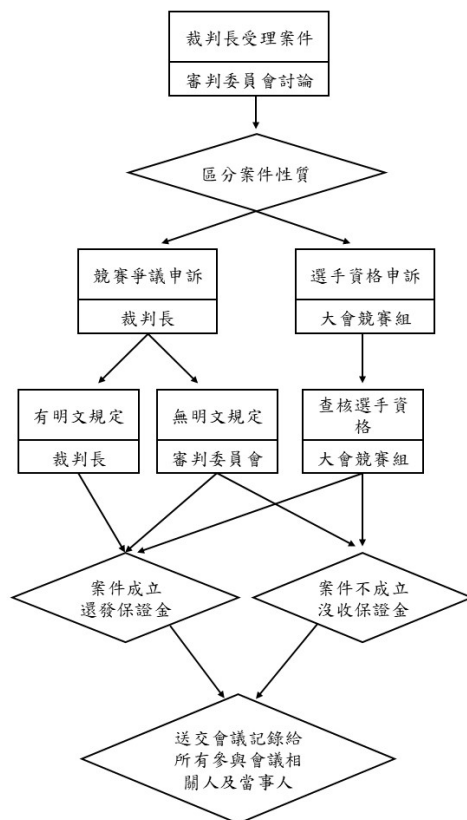 裁判長受理案件
審判委員會討論
區分案件性質
競賽爭議申訴
裁判長
選手資格申訴
大會競賽組
有明文規定
裁判長
無明文規定
審判委員會
查核選手資
格
大會競賽組
案件成立
還發保證金
案件不成立
沒收保證金
送交會議記錄給
所有參與會議相
關人及當事人